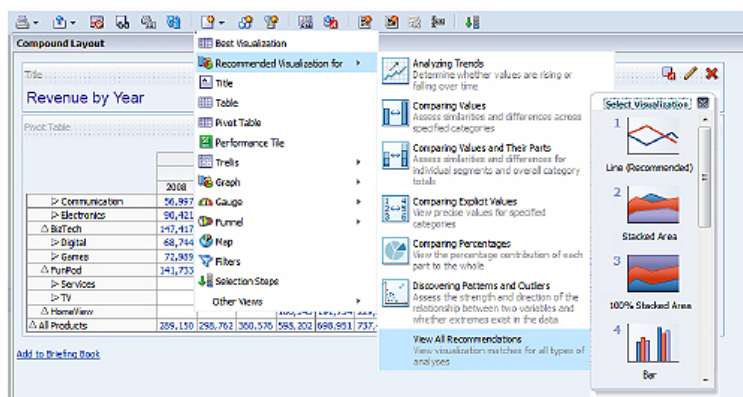 Compound Layout
Title
Revenue by Year
Pivot Table
2008
Communication 56,997
Electronics 90,421
BizTech 147,417
Digital 68,744
Games 72,989
FunPod 141,733
Services
TV
HomeView
All Products 289,150 298,762 360,576 598,202 698,951 737,
Add to Briefing Book
Best Visualization
Recommended Visualization for
Title
Table
Pivot Table
Performance Tile
Trellis
Graph
Gauge
Funnel
Map
Filters
Selection Steps
Other Views
Analyzing Trends
Determine whether values are rising or
falling over time
Comparing Values
Assess similarities and differences across
specified categories
Comparing Values and Their Parts
Assess similarities and differences for
individual segments and overall category
totals
Comparing Explicit Values
View precise values for specified
categories
Comparing Percentages
View the percentage contribution of each
part to the whole
Discovering Patterns and Outliers
Assess the strength and direction of the
relationship between two variables and
whether extremes exist in the data
View All Recommendations
View visualization matches for all types of
analyses
Select Visualization
1
Line (Recommended)
2
Stacked Area
3
100% Stacked Area
4
Bar